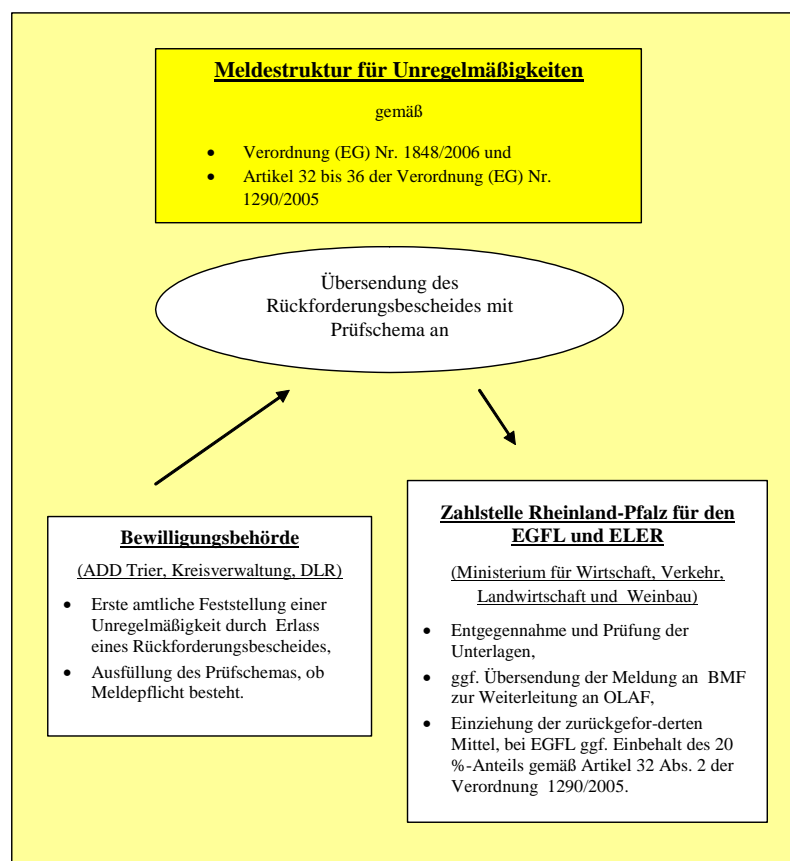 Meldestruktur für Unregelmäßigkeiten
gemäß
• Verordnung (EG) Nr. 1848/2006 und
• Artikel 32 bis 36 der Verordnung (EG) Nr.
1290/2005
Übersendung des
Rückforderungsbescheides mit
Prüfschema an
Bewilligungsbehörde
(ADD Trier, Kreisverwaltung, DLR)
• Erste amtliche Feststellung einer
Unregelmäßigkeit durch Erlass
eines Rückforderungsbescheides,
• Ausfüllung des Prüfschemas, ob
Meldepflicht besteht.
Zahlstelle Rheinland-Pfalz für den
EGFL und ELER
(Ministerium für Wirtschaft, Verkehr,
Landwirtschaft und Weinbau)
• Entgegennahme und Prüfung der
Unterlagen,
• ggf. Übersendung der Meldung an BMF
zur Weiterleitung an OLAF,
• Einziehung der zurückgefor-derten
Mittel, bei EGFL ggf. Einbehalt des 20
%-Anteils gemäß Artikel 32 Abs. 2 der
Verordnung 1290/2005.